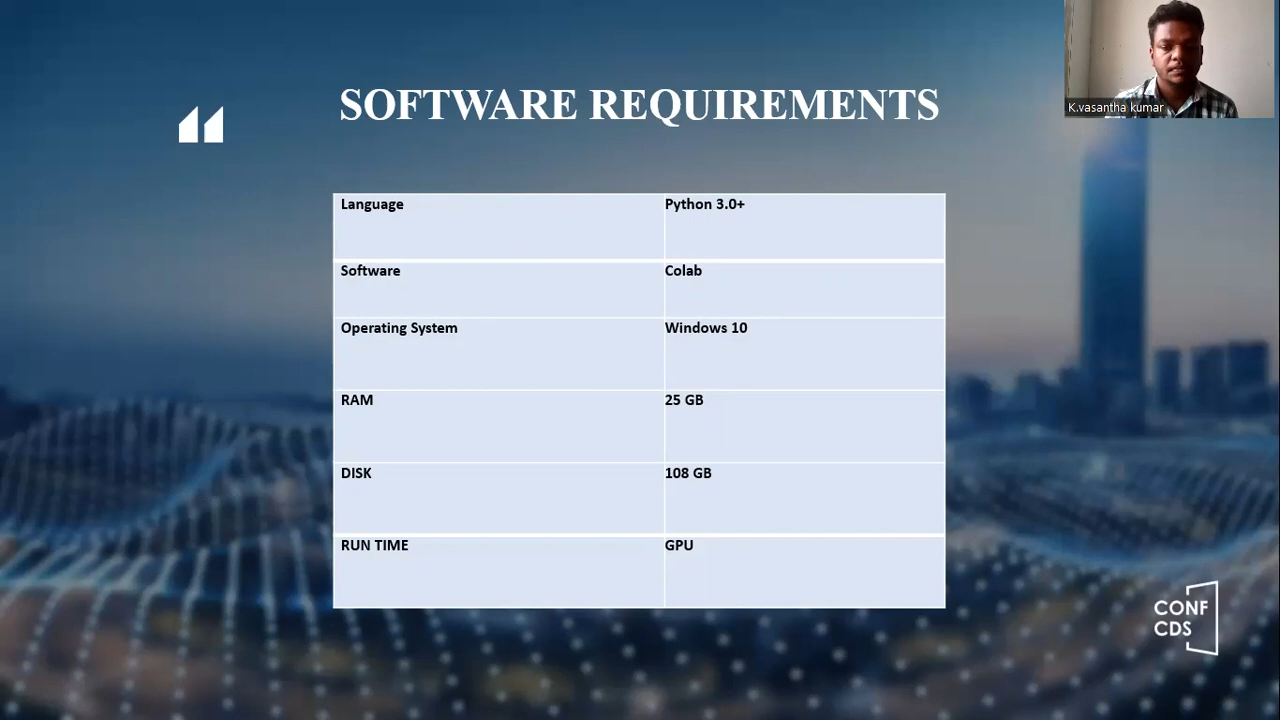 SOFTWARE REQUIREMENTS
K.vasantha kumar
Language Python 3.0+
Software Colab
Operating System Windows 10
RAM 25 GB
DISK 108 GB
RUN TIME GPU
CONF
CDS